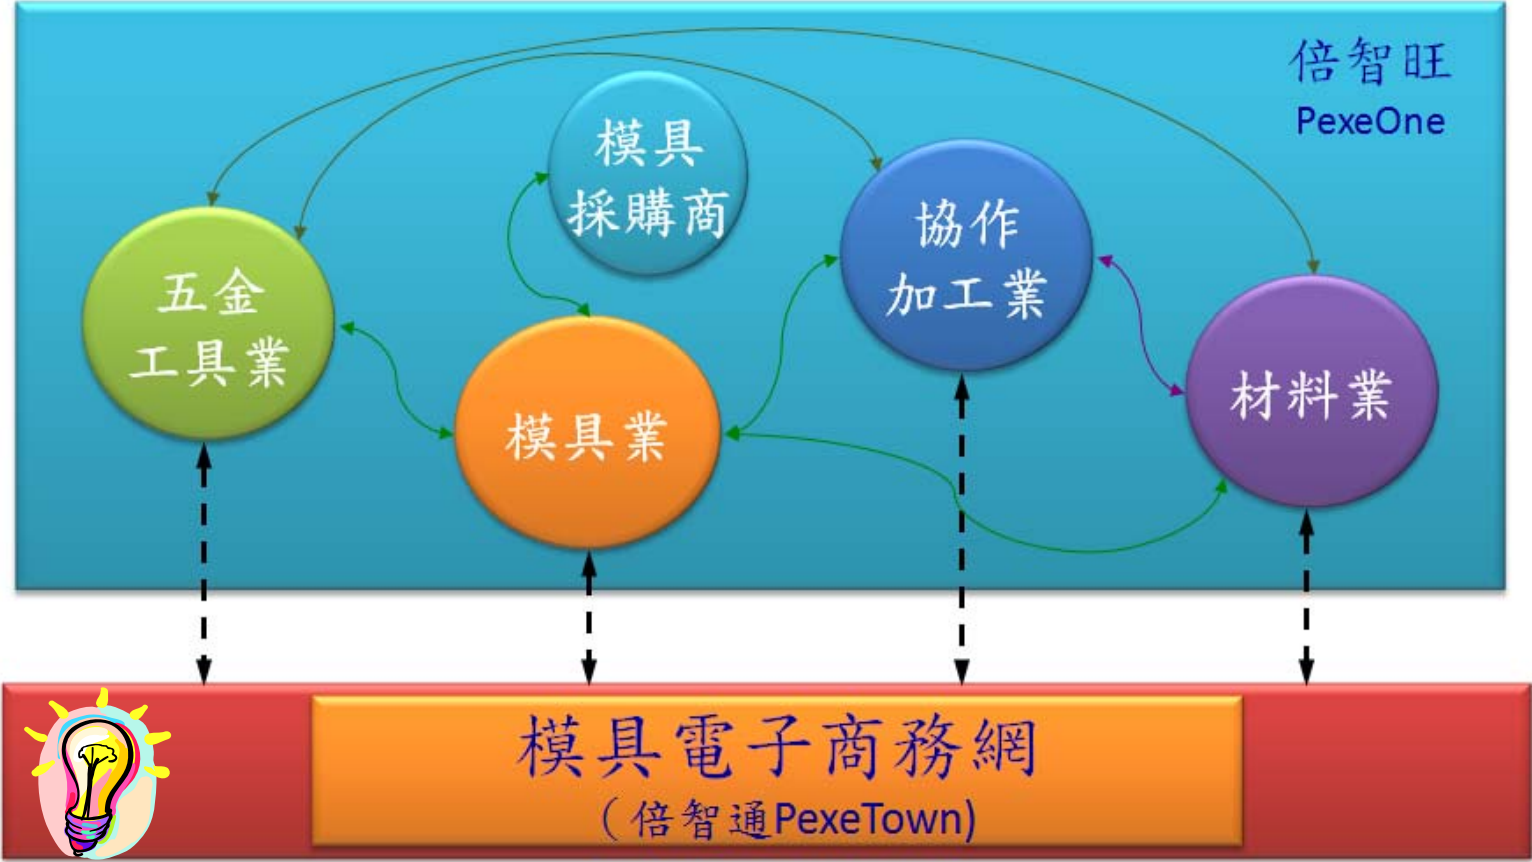 倍智旺
PexeOne
模具
採購商
協作
加工業
五金
工具業
材料業
模具業
模具電子商務網
（倍智通PexeTown)